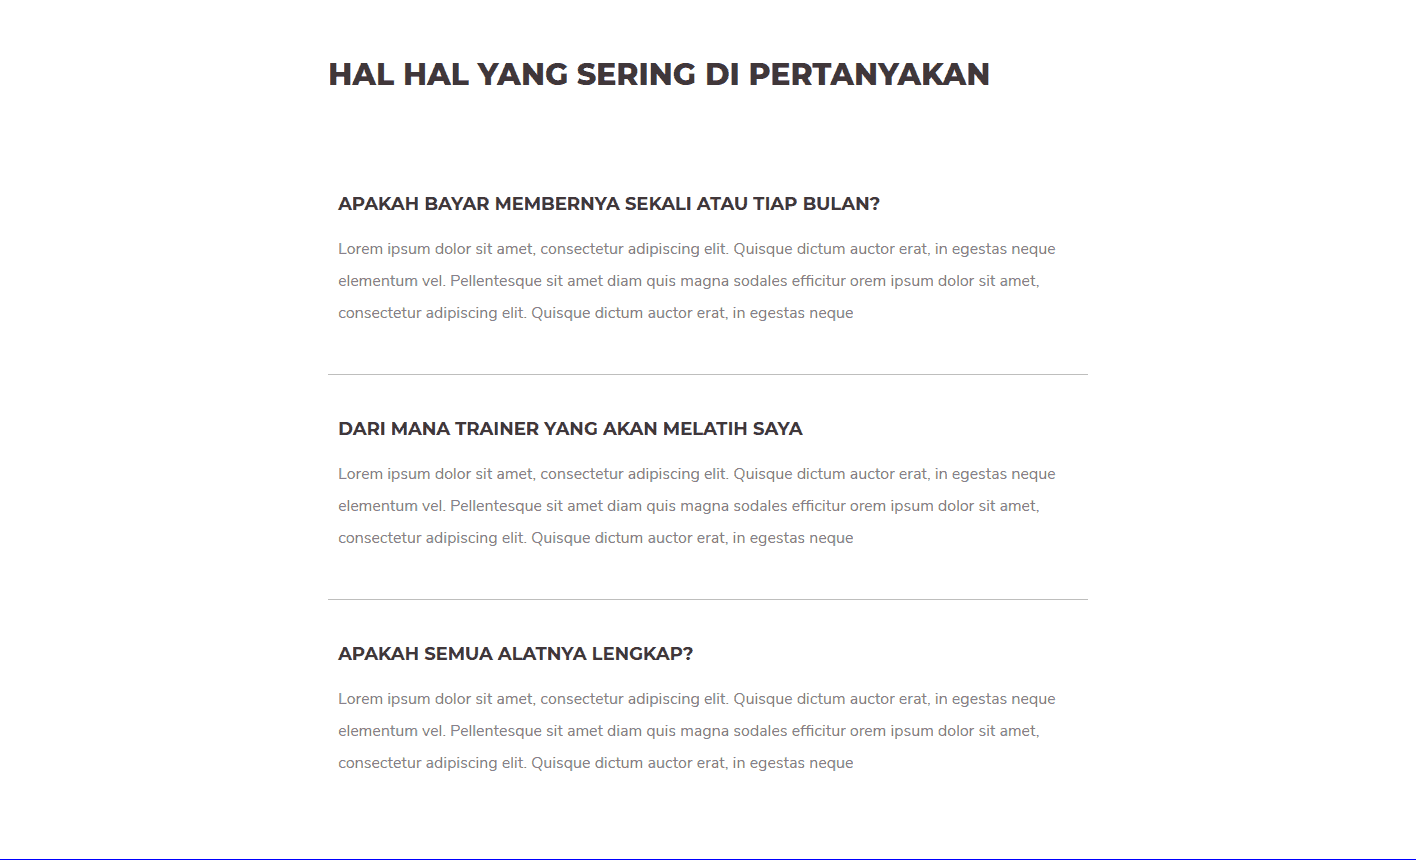 HAL HAL YANG SERING DI PERTANYAKAN
APAKAH BAYAR MEMBERNYA SEKALI ATAU TIAP BULAN?
Lorem ipsum dolor sit amet, consectetur adipiscing elit. Quisque dictum auctor erat, in egestas neque
elementum vel. Pellentesque sit amet diam quis magna sodales efficitur orem ipsum dolor sit amet,
consectetur adipiscing elit. Quisque dictum auctor erat, in egestas neque
DARI MANA TRAINER YANG AKAN MELATIH SAYA
Lorem ipsum dolor sit amet, consectetur adipiscing elit. Quisque dictum auctor erat, in egestas neque
elementum vel. Pellentesque sit amet diam quis magna sodales efficitur orem ipsum dolor sit amet,
consectetur adipiscing elit. Quisque dictum auctor erat, in egestas neque
APAKAH SEMUA ALATNYA LENGKAP?
Lorem ipsum dolor sit amet, consectetur adipiscing elit. Quisque dictum auctor erat, in egestas neque
elementum vel. Pellentesque sit amet diam quis magna sodales efficitur orem ipsum dolor sit amet,
consectetur adipiscing elit. Quisque dictum auctor erat, in egestas neque